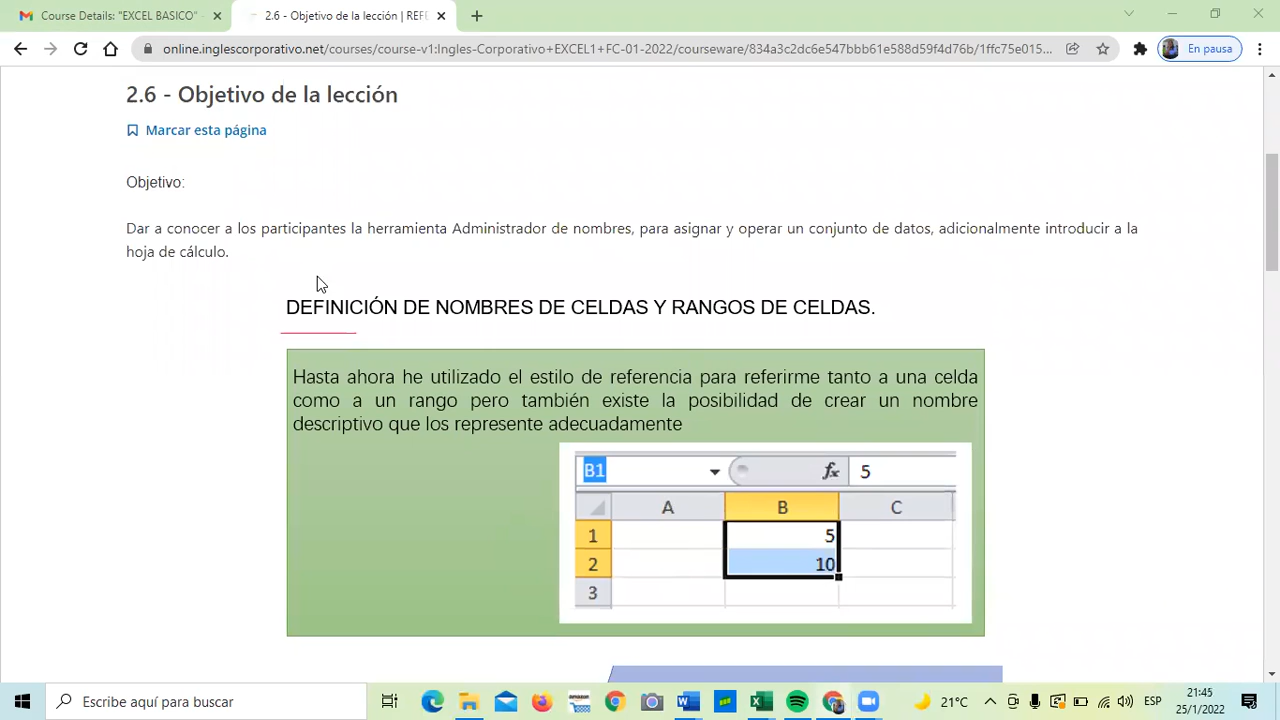 Course Details: "EXCEL BASICO" -
2.6 - Objetivo de la lección | REFE
online.inglescorporativo.net/courses/course-v1:Ingles-Corporativo+EXCEL1+FC-01-2022/courseware/834a3c2dc6e547bbb61e588d59f4d76b/1ffc75e015...
En pausa
2.6 - Objetivo de la lección
Marcar esta página
Objetivo:
Dar a conocer a los participantes la herramienta Administrador de nombres, para asignar y operar un conjunto de datos, adicionalmente introducir a la
hoja de cálculo.
DEFINICIÓN DE NOMBRES DE CELDAS Y RANGOS DE CELDAS.
Hasta ahora he utilizado el estilo de referencia para referirme tanto a una celda
como a un rango pero también existe la posibilidad de crear un nombre
descriptivo que los represente adecuadamente
B1 fx 5
A B C
1 5
2 10
3
Escribe aquí para buscar
21°C
ESP
21:45
25/1/2022